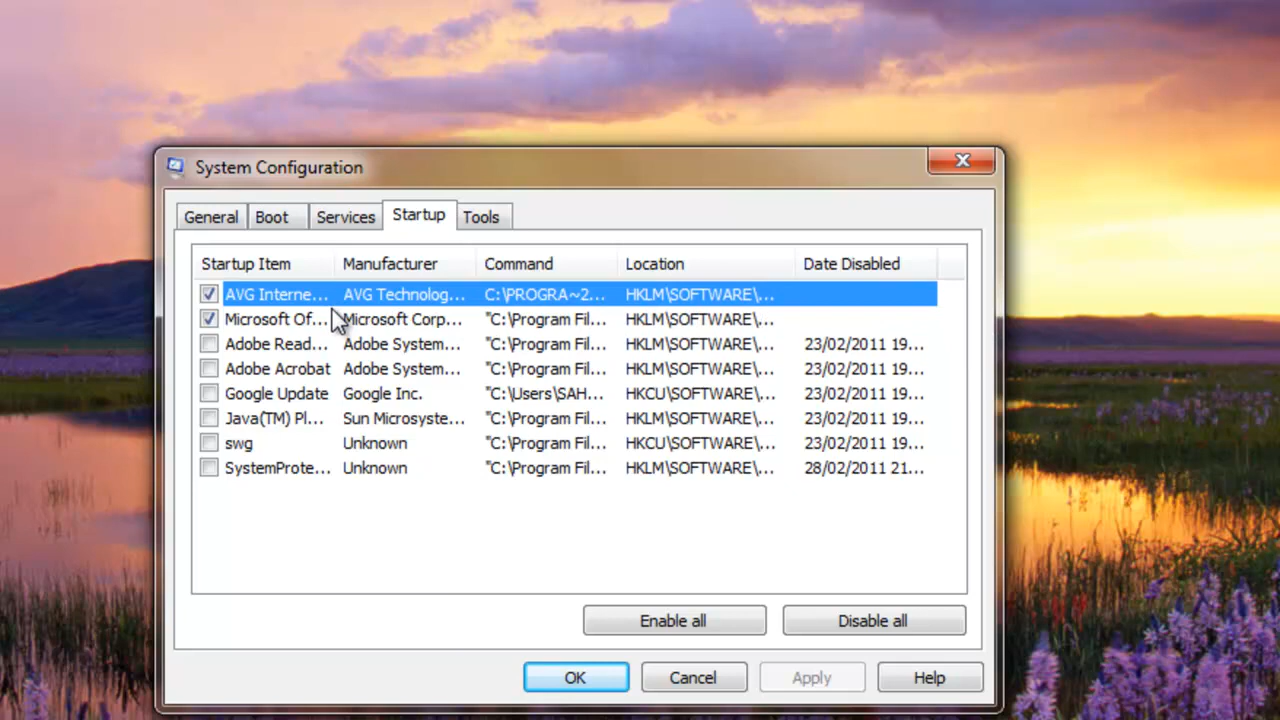 System Configuration
General Boot Services Startup Tools
Startup Item Manufacturer Command Location Date Disabled
AVG Interne... AVG Technolog... C:\PROGRA~2... HKLM\SOFTWARE\...
Microsoft Of... Microsoft Corp... "C:\Program Fil... HKLM\SOFTWARE\...
Adobe Read... Adobe System... "C:\Program Fil... HKLM\SOFTWARE\... 23/02/2011 19...
Adobe Acrobat Adobe System... "C:\Program Fil... HKLM\SOFTWARE\... 23/02/2011 19...
Google Update Google Inc. "C:\Users\SAH... HKCU\SOFTWARE\... 23/02/2011 19...
Java(TM) Pl... Sun Microsyste... "C:\Program Fil... HKLM\SOFTWARE\... 23/02/2011 19...
swg Unknown "C:\Program Fil... HKCU\SOFTWARE\... 23/02/2011 19...
SystemProte... Unknown "C:\Program Fil... HKLM\SOFTWARE\... 28/02/2011 21...
Enable all Disable all
OK Cancel Apply Help